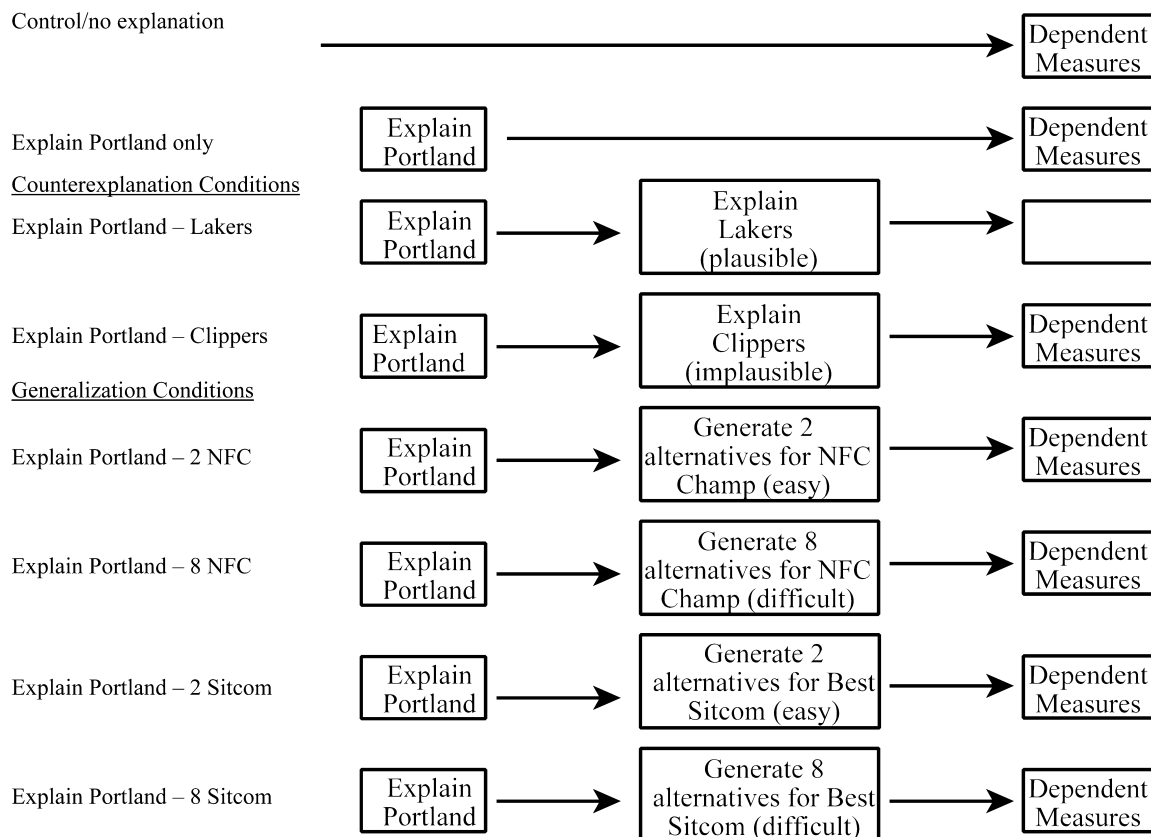 Control/no explanation
Dependent
Measures
Explain Portland only
Explain
Portland
Dependent
Measures
Counterexplanation Conditions
Explain Portland – Lakers
Explain
Portland
Explain
Lakers
(plausible)
Explain Portland – Clippers
Explain
Portland
Explain
Clippers
(implausible)
Dependent
Measures
Generalization Conditions
Explain Portland – 2 NFC
Explain
Portland
Generate 2
alternatives for NFC
Champ (easy)
Dependent
Measures
Explain Portland – 8 NFC
Explain
Portland
Generate 8
alternatives for NFC
Champ (difficult)
Dependent
Measures
Explain Portland – 2 Sitcom
Explain
Portland
Generate 2
alternatives for Best
Sitcom (easy)
Dependent
Measures
Explain Portland – 8 Sitcom
Explain
Portland
Generate 8
alternatives for Best
Sitcom (difficult)
Dependent
Measures